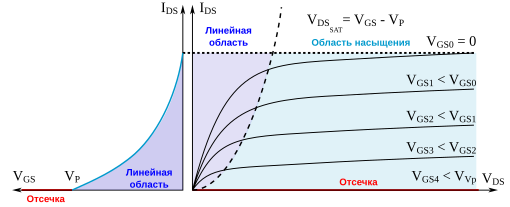 I_DS I_DS
Линейная
область
V_DS_SAT = V_GS - V_P
Область насыщения
V_GS0 = 0
V_GS1 < V_GS0
V_GS2 < V_GS1
V_GS3 < V_GS2
V_GS4 < V_Vp
V_GS
V_P
Линейная
область
Отсечка
Отсечка
V_DS